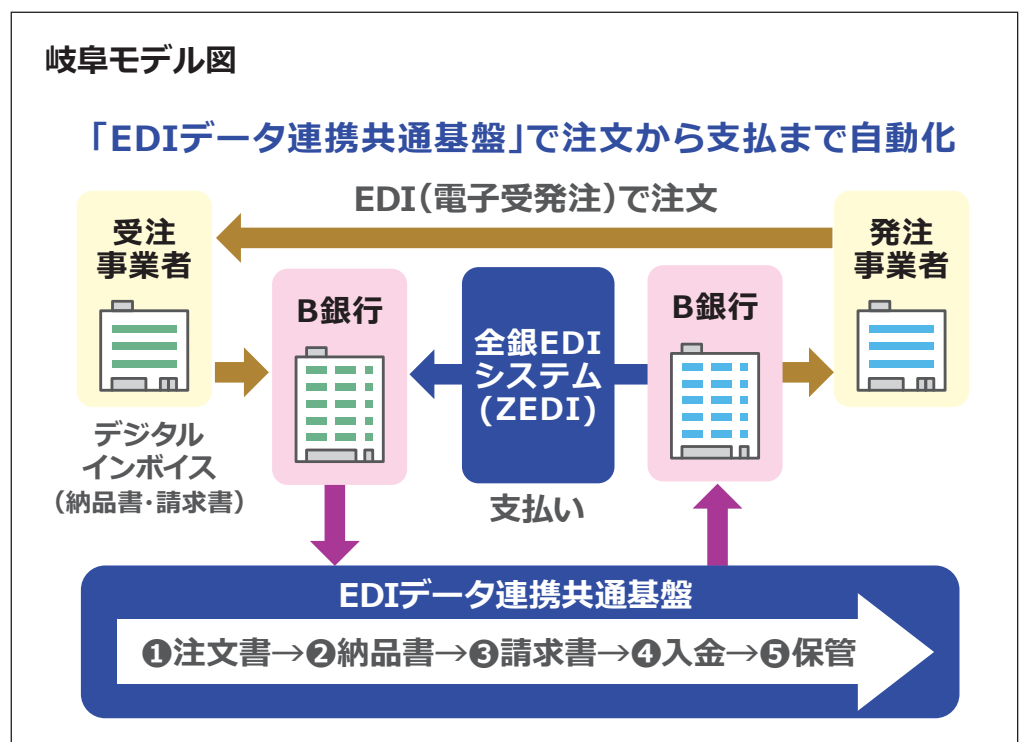 岐阜モデル図
「EDIデータ連携共通基盤」で注文から支払まで自動化
EDI（電子受発注）で注文
受注
事業者
発注
事業者
B銀行
全銀EDI
システム
(ZEDI)
B銀行
デジタル
インボイス
（納品書・請求書）
支払い
EDIデータ連携共通基盤
❶注文書→❷納品書→❸請求書→❹入金→❺保管